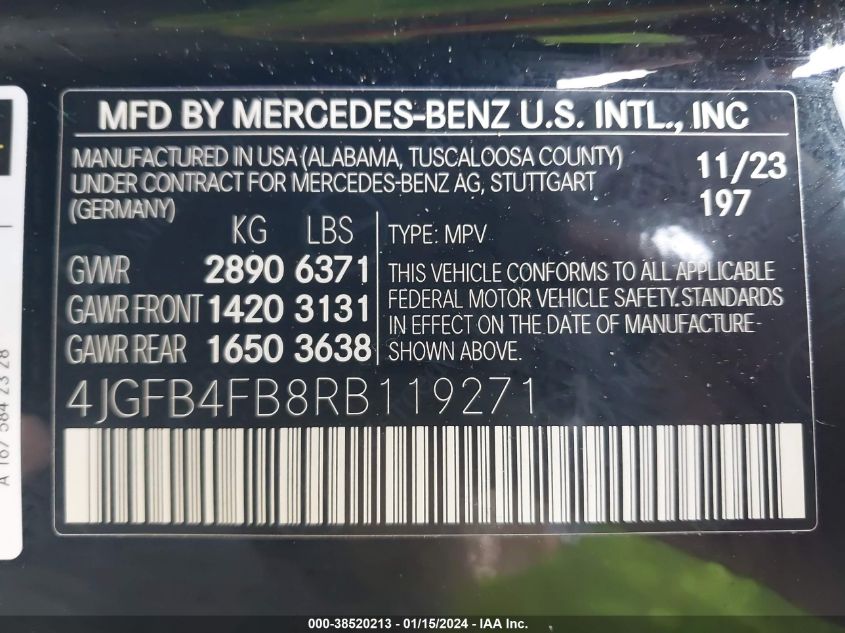 MFD BY MERCEDES-BENZ U.S. INTL., INC
MANUFACTURED IN USA (ALABAMA, TUSCALOOSA COUNTY)
UNDER CONTRACT FOR MERCEDES-BENZ AG, STUTTGART
(GERMANY)
11/23
197
KG LBS
GVWR 2890 6371
GAWR FRONT 1420 3131
GAWR REAR 1650 3638
TYPE: MPV
THIS VEHICLE CONFORMS TO ALL APPLICABLE
FEDERAL MOTOR VEHICLE SAFETY.STANDARDS
IN EFFECT ON THE DATE OF MANUFACTURE
SHOWN ABOVE.
4JGFB4FB8RB119271
A 167 584 23 28
000-38520213 - 01/15/2024 - IAA Inc.